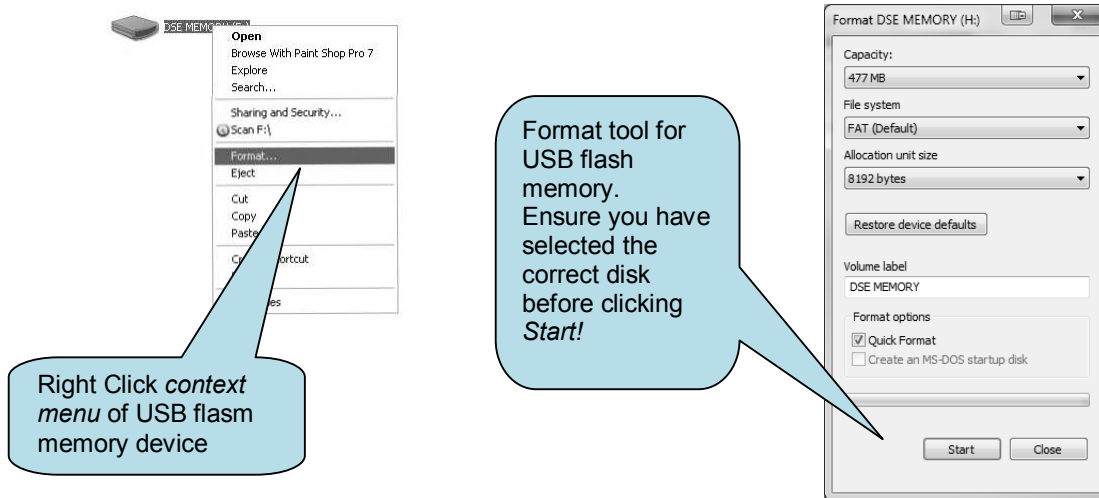 DSE MEMO
Open
Browse With Paint Shop Pro 7
Explore
Search...
Sharing and Security...
Scan F:\
Format...
Eject
Cut
Copy
Paste
Right Click context
menu of USB flasm
memory device
Format tool for
USB flash
memory.
Ensure you have
selected the
correct disk
before clicking
Start!
Format DSE MEMORY (H:)
Capacity:
477 MB
File system
FAT (Default)
Allocation unit size
8192 bytes
Restore device defaults
Volume label
DSE MEMORY
Format options
Quick Format
Create an MS-DOS startup disk
Start
Close